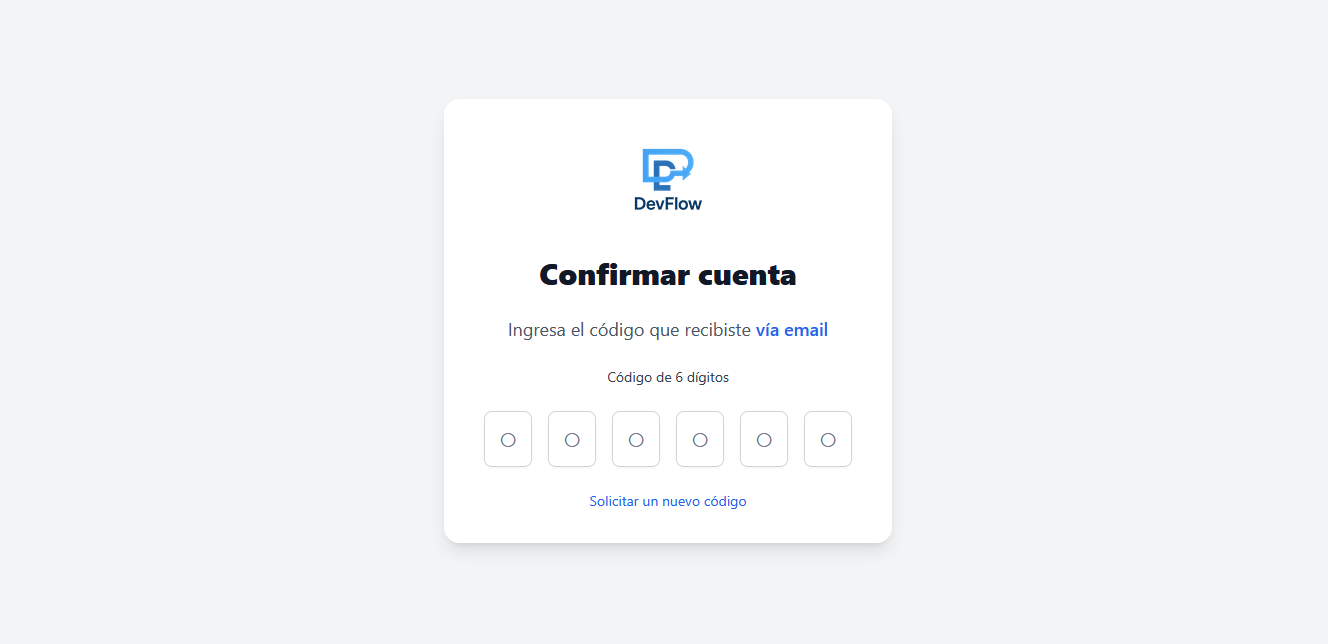 DevFlow
Confirmar cuenta
Ingresa el código que recibiste vía email
Código de 6 dígitos
○ ○ ○ ○ ○ ○
Solicitar un nuevo código